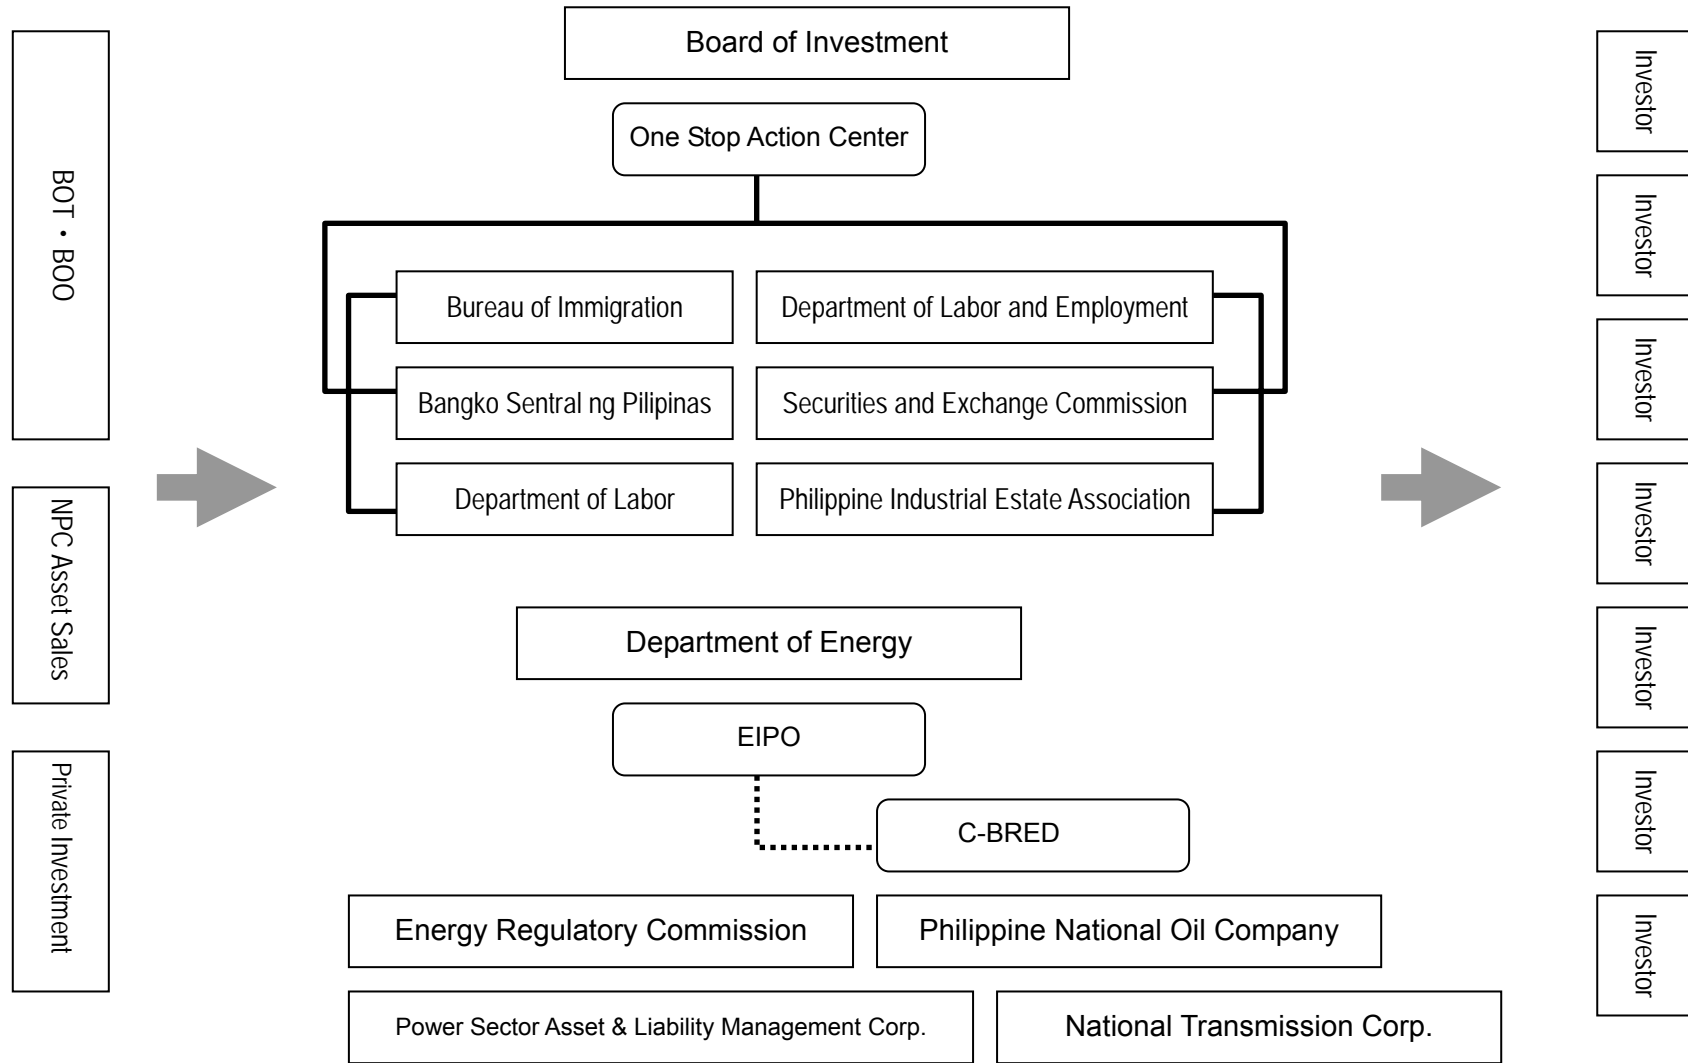 BOT・BOO
NPC Asset Sales
Private Investment
Board of Investment
One Stop Action Center
Bureau of Immigration
Department of Labor and Employment
Bangko Sentral ng Pilipinas
Securities and Exchange Commission
Department of Labor
Philippine Industrial Estate Association
Department of Energy
EIPO
C-BRED
Energy Regulatory Commission
Philippine National Oil Company
Power Sector Asset & Liability Management Corp.
National Transmission Corp.
Investor
Investor
Investor
Investor
Investor
Investor
Investor